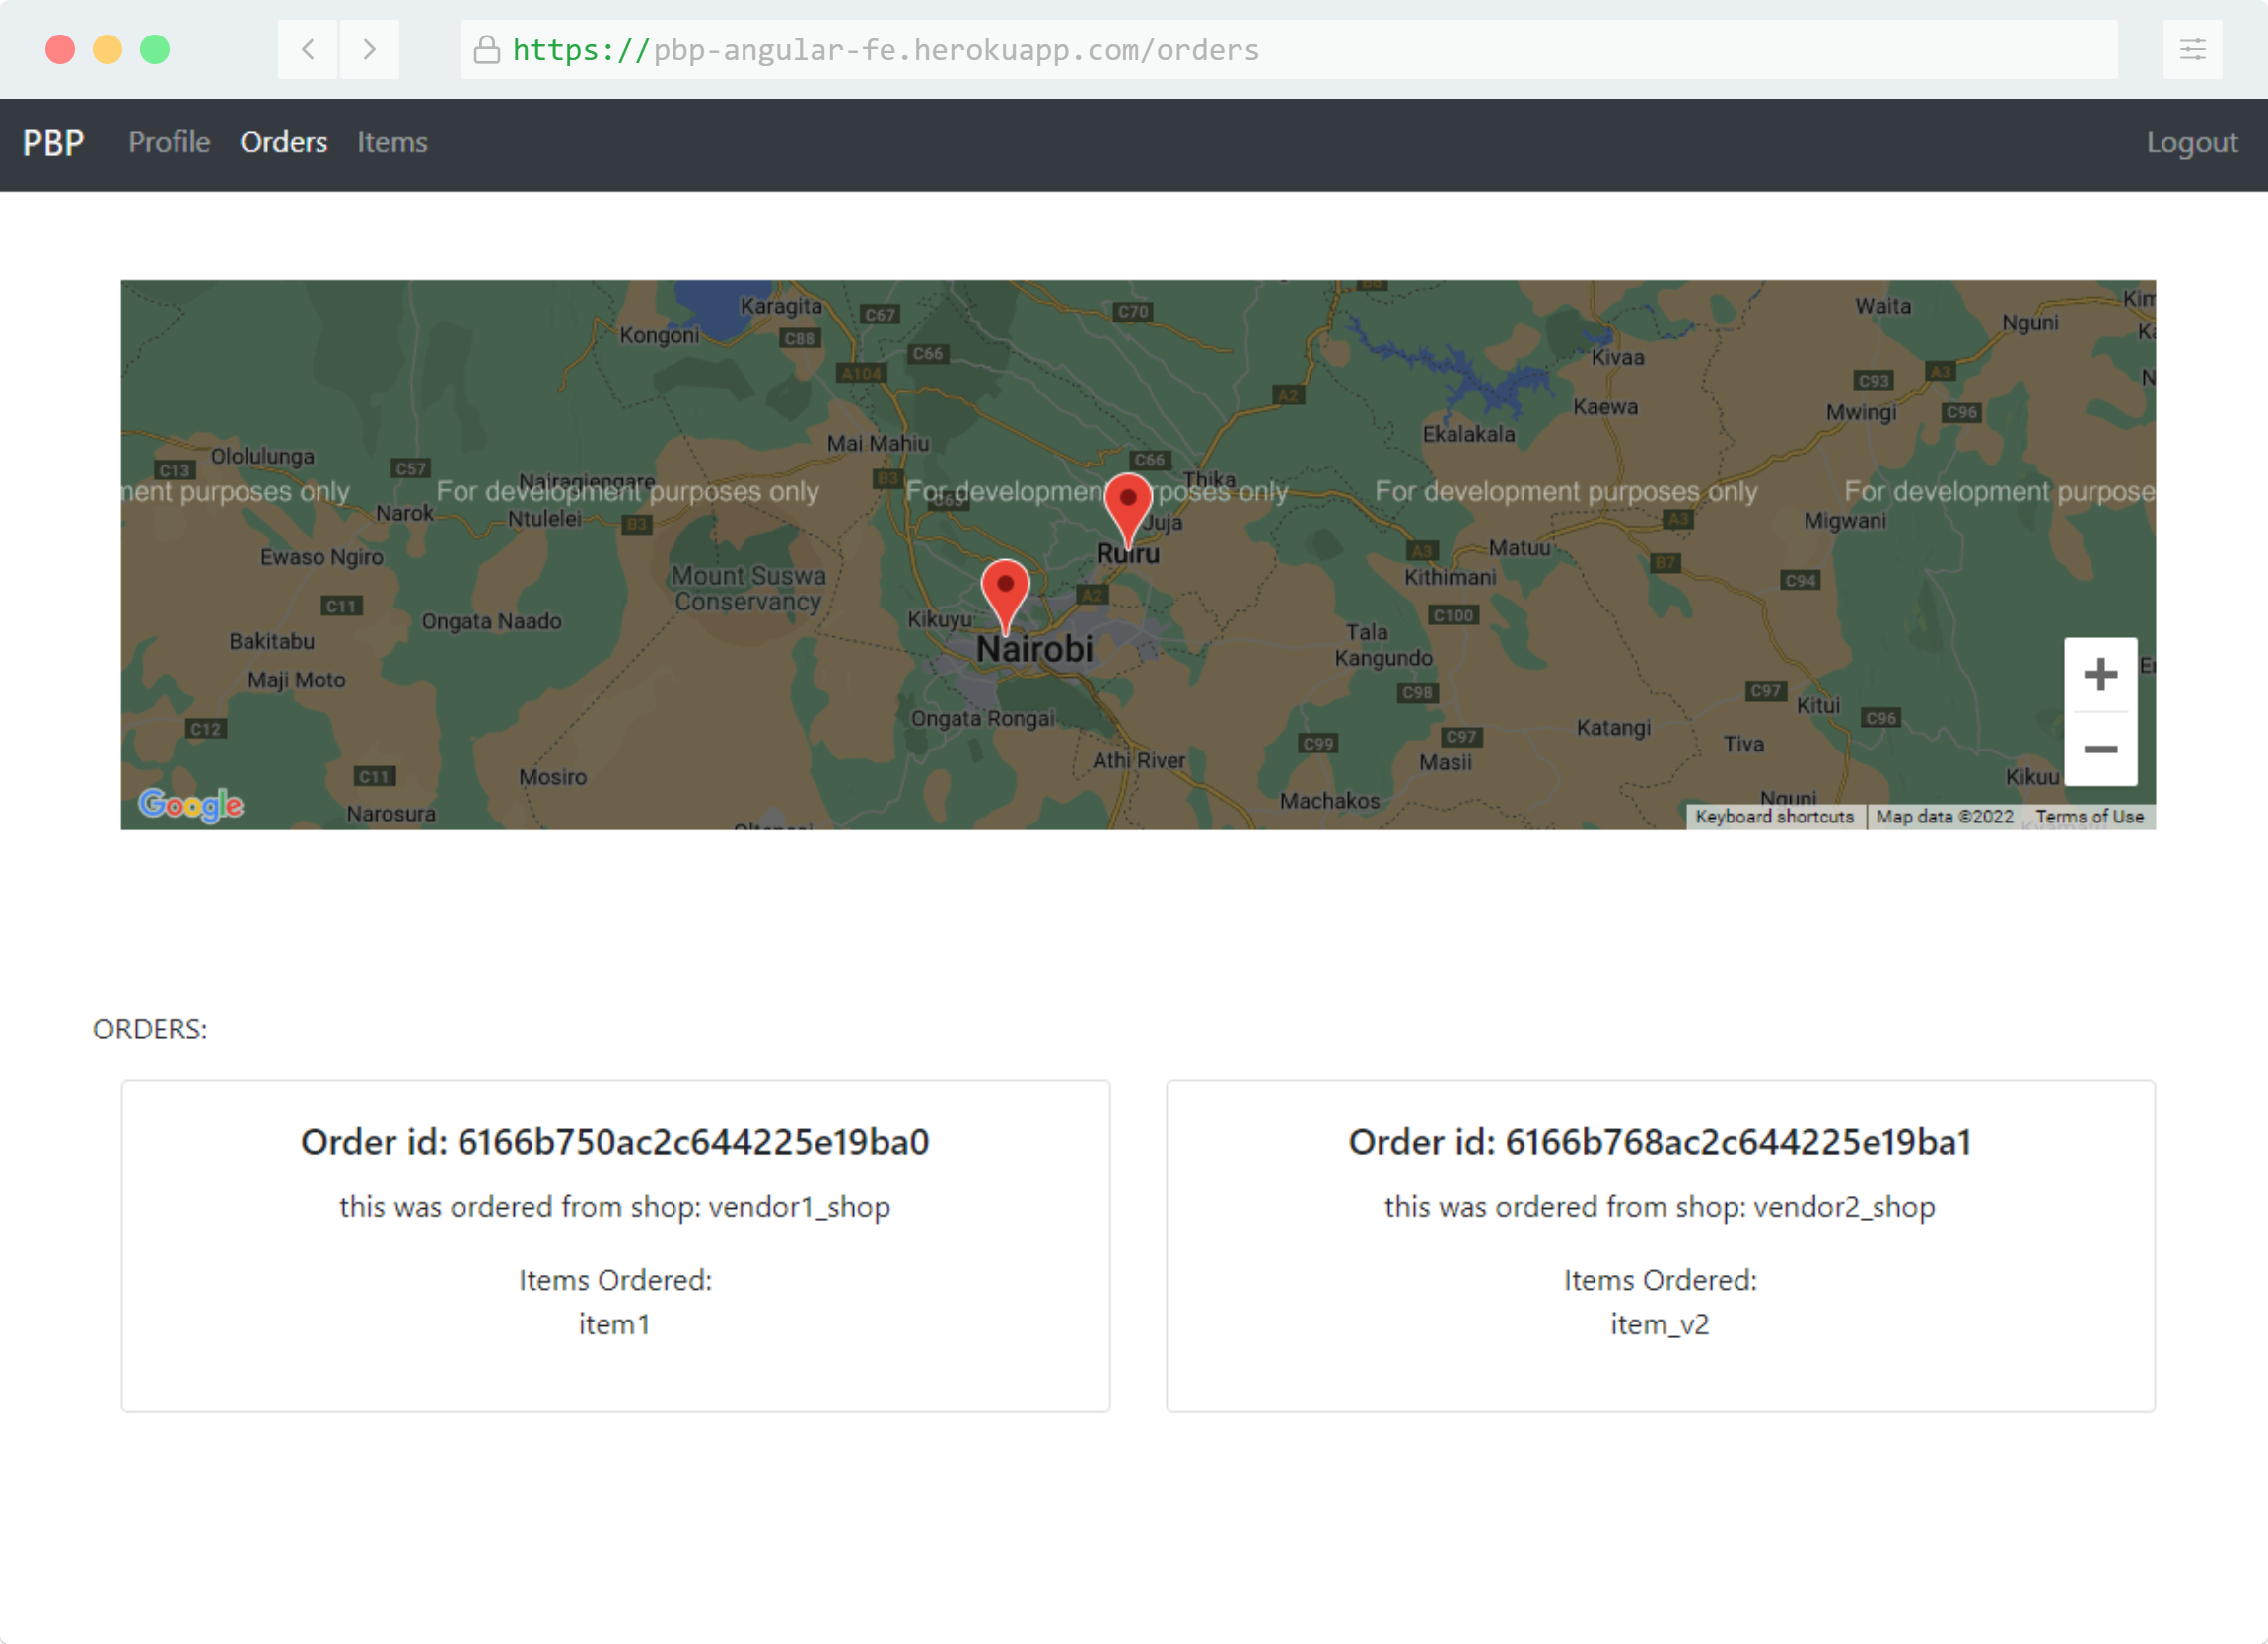 https://pbp-angular-fe.herokuapp.com/orders
PBP Profile Orders Items Logout
Karagita
C67
C70
Waita
Kongoni
C88
Nguni
C66
Kivaa
A104
C93
A3
A2
Kaewa
Mwingi
C96
Mai Mahiu
Ekalakala
Ololulunga
C13
C57
C66
B3
Thika
Nairagiengare
For development purposes only
For development purposes only
For development purposes only
Narok
Ntulelei
B3
Juja
A3
Migwani
Ewaso Ngiro
Ruiru
A3
Matuu
B7
Mount Suswa
Conservancy
Kithimani
C94
C11
A2
Ongata Naado
Kikuyu
C100
Bakitabu
Nairobi
Tala
Kangundo
Maji Moto
C98
C97
Kitui
C12
Ongata Rongai
C96
C99
C97
Katangi
Tiva
Athi River
Masii
C11
Mosiro
Kikuu
Machakos
Nguni
Narosura
Google
Keyboard shortcuts Map data ©2022 Terms of Use
ORDERS:
Order id: 6166b750ac2c644225e19ba0
this was ordered from shop: vendor1_shop
Items Ordered:
item1
Order id: 6166b768ac2c644225e19ba1
this was ordered from shop: vendor2_shop
Items Ordered:
item_v2